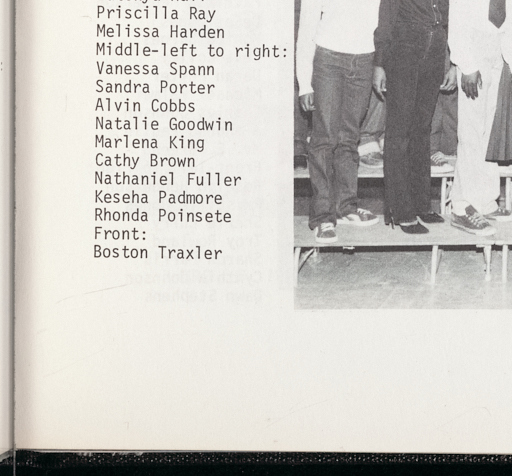 Priscilla Ray
Melissa Harden
Middle-left to right:
Vanessa Spann
Sandra Porter
Alvin Cobbs
Natalie Goodwin
Marlena King
Cathy Brown
Nathaniel Fuller
Keseha Padmore
Rhonda Poinsete
Front:
Boston Traxler